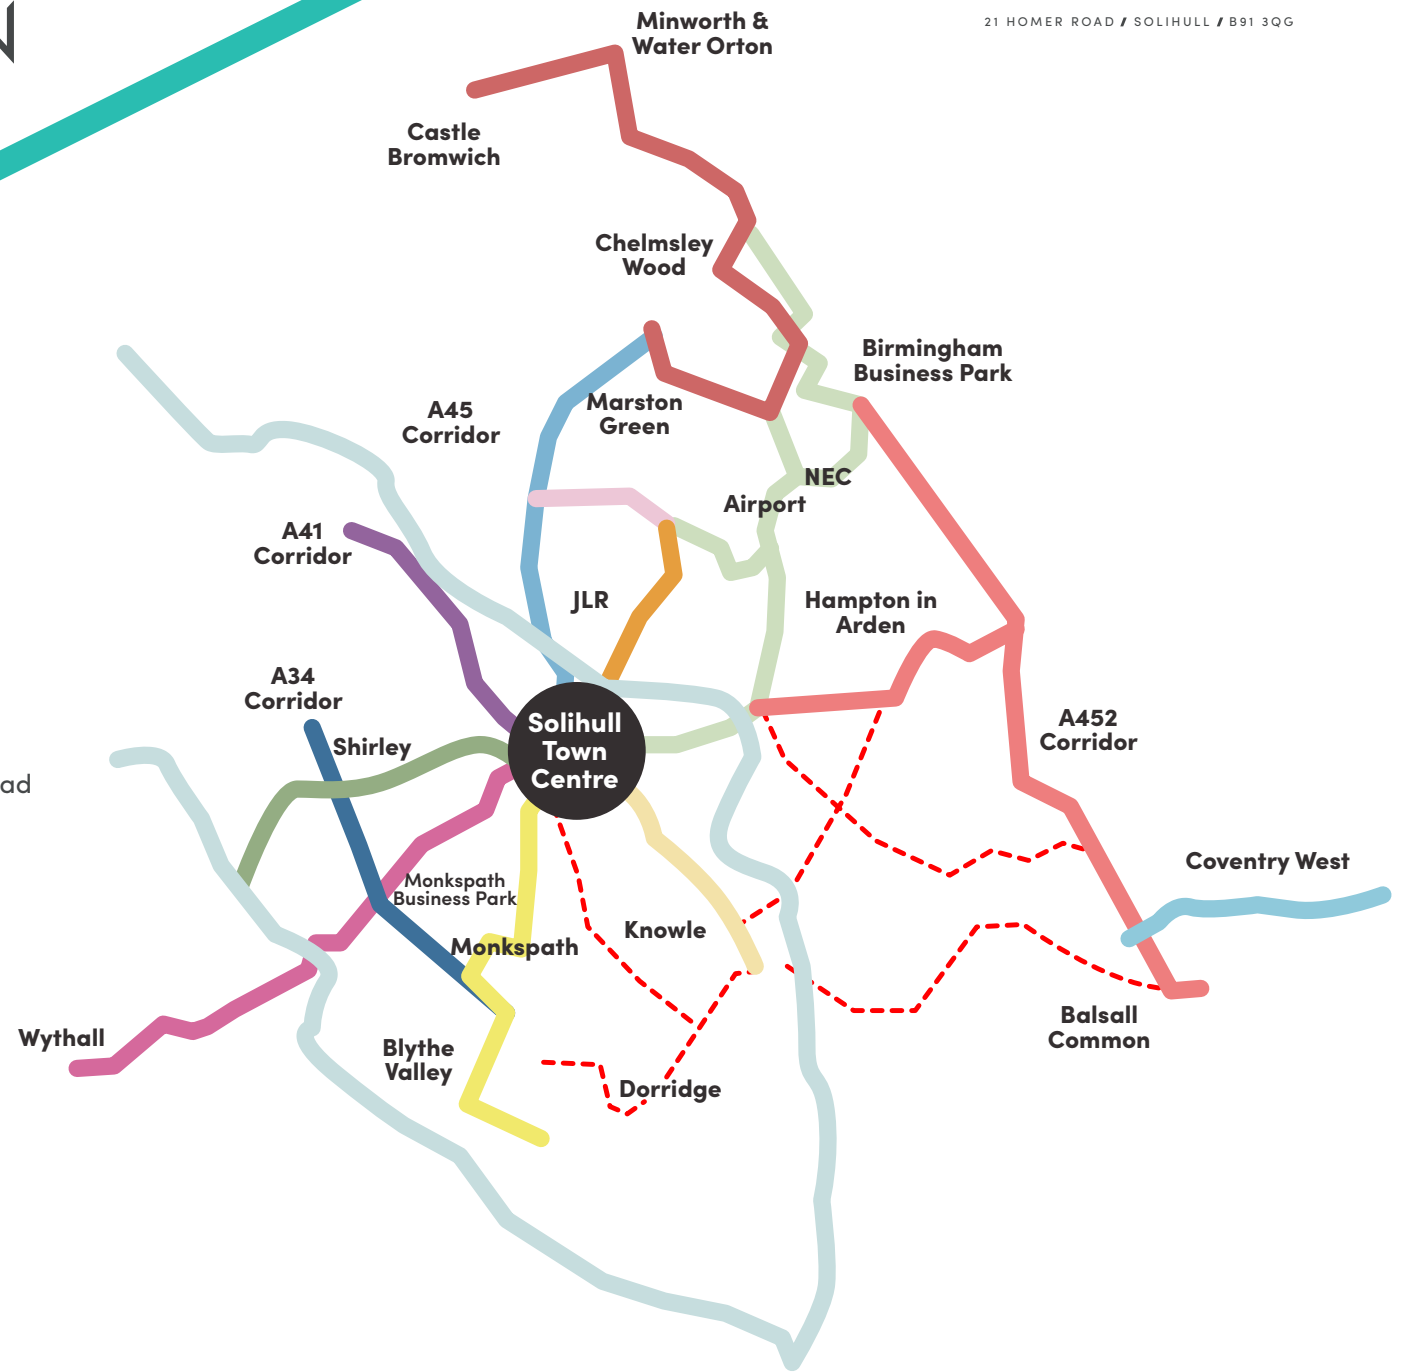 21 HOMER ROAD / SOLIHULL / B91 3QG
Minworth &
Water Orton
Castle
Bromwich
Chelmsley
Wood
Birmingham
Business Park
A45
Corridor
Marston
Green
NEC
Airport
A41
Corridor
JLR
Hampton in
Arden
A34
Corridor
Shirley
Solihull
Town
Centre
A452
Corridor
ad
Coventry West
Monkspath
Business Park
Knowle
Monkspath
Wythall
Blythe
Valley
Balsall
Common
Dorridge